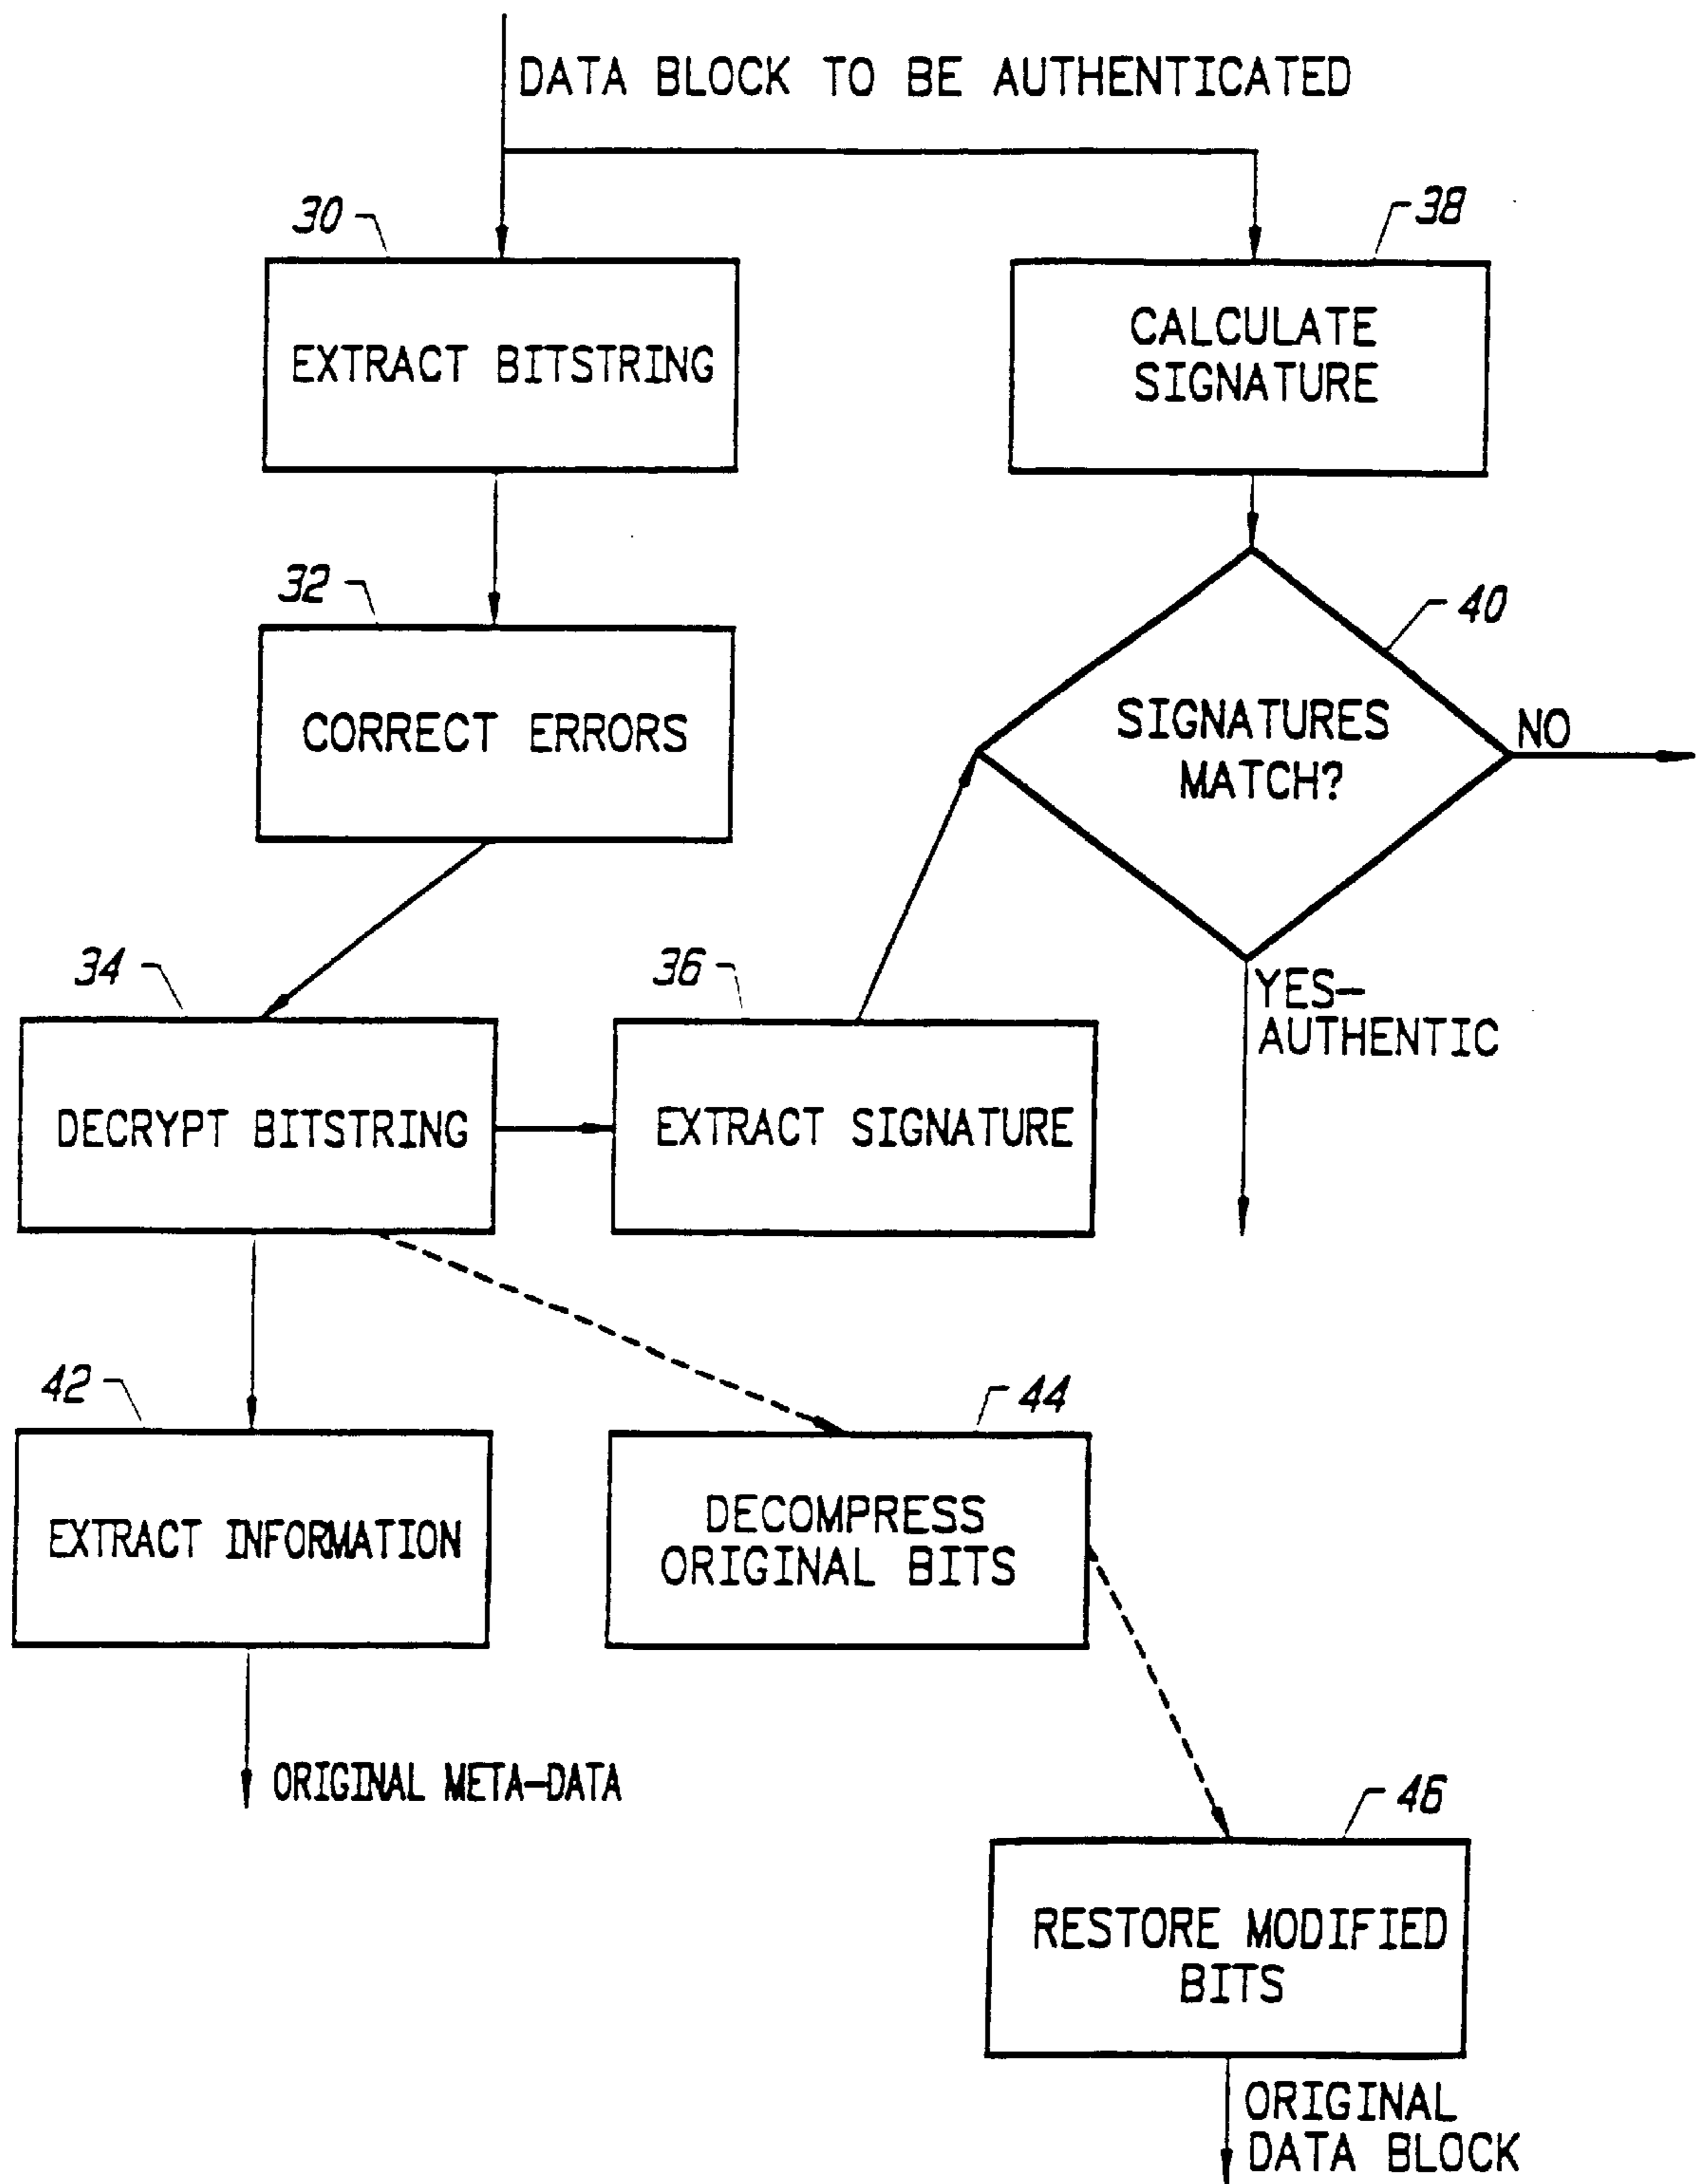 DATA BLOCK TO BE AUTHENTICATED
30
38
EXTRACT BITSTRING
CALCULATE
SIGNATURE
32
40
CORRECT ERRORS
SIGNATURES
MATCH?
NO
34
36
YES-
AUTHENTIC
DECRYPT BITSTRING
EXTRACT SIGNATURE
42
44
EXTRACT INFORMATION
DECOMPRESS
ORIGINAL BITS
ORIGINAL META-DATA
46
RESTORE MODIFIED
BITS
ORIGINAL
DATA BLOCK